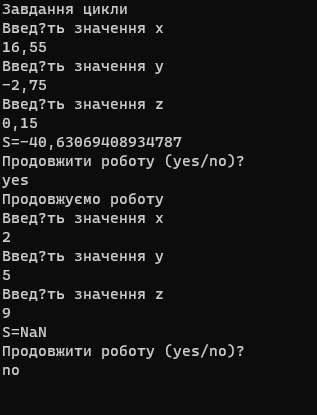 Завдання цикли
Введ?ть значення x
16,55
Введ?ть значення y
-2,75
Введ?ть значення z
0,15
S=-40,63069408934787
Продовжити роботу (yes/no)?
yes
Продовжуємо роботу
Введ?ть значення x
2
Введ?ть значення y
5
Введ?ть значення z
9
S=NaN
Продовжити роботу (yes/no)?
no